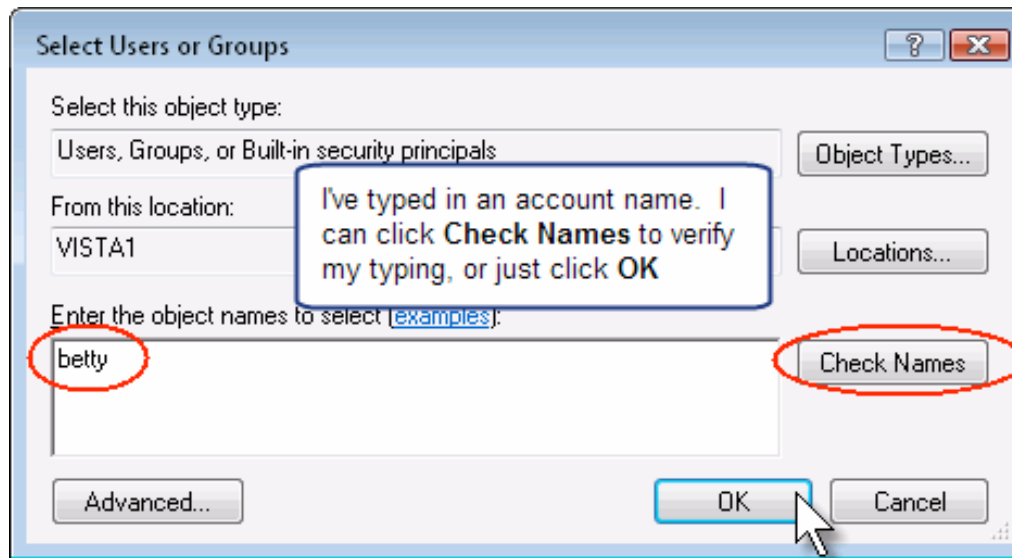 Select Users or Groups
?
Select this object type:
Users, Groups, or Built-in security principals
Object Types...
I've typed in an account name. I
can click Check Names to verify
my typing, or just click OK
From this location:
VISTA1
Locations...
Enter the object names to select (examples):
betty
Check Names
Advanced...
OK
Cancel